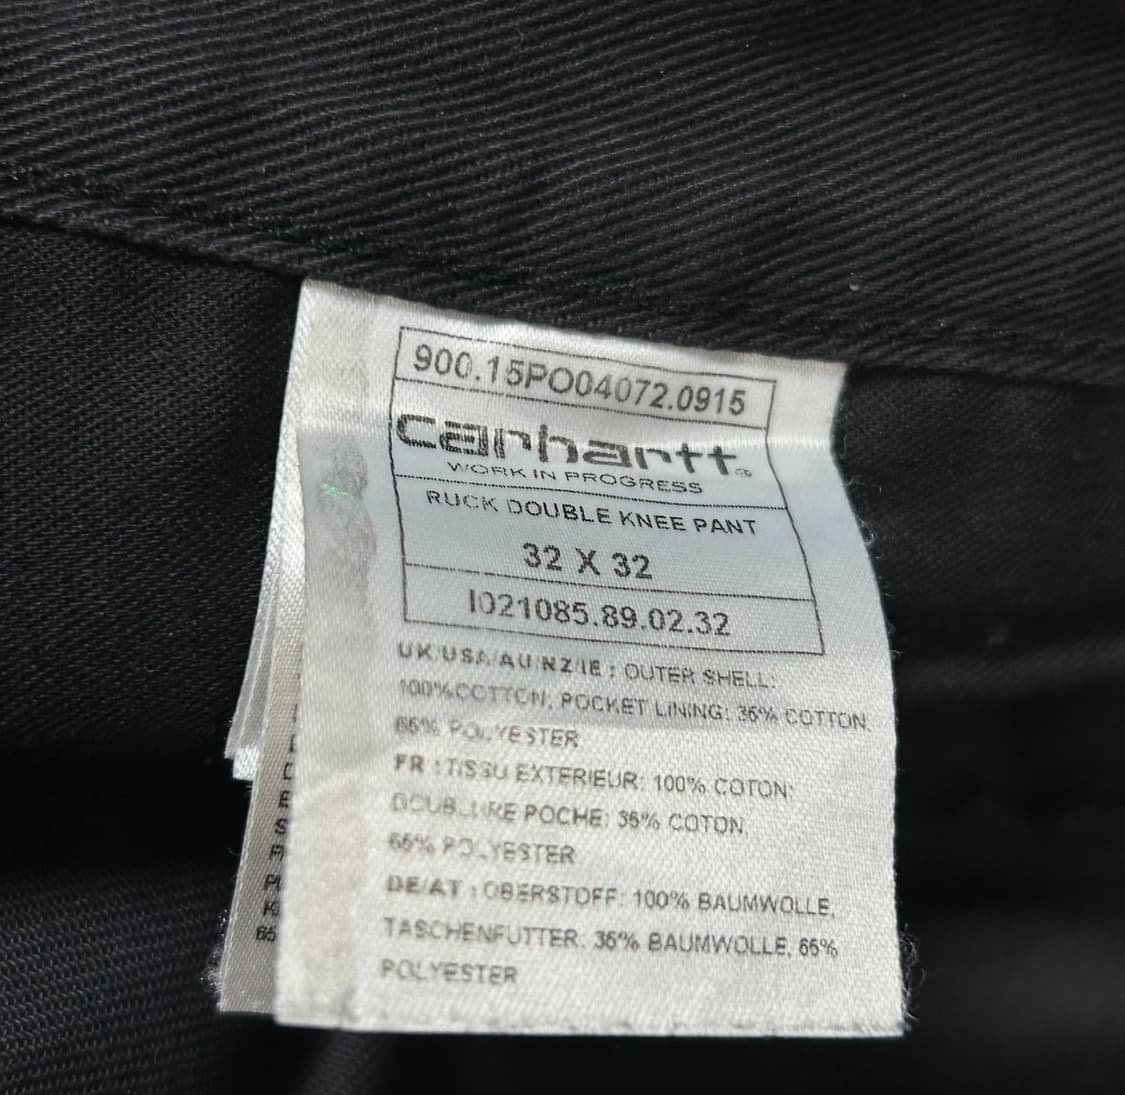 900.15PO04072.0915
carhartt®
WORK IN PROGRESS
RUCK DOUBLE KNEE PANT
32 X 32
I021085.89.02.32
UK/USA/AU/NZ/IE : OUTER SHELL:
100%COTTON; POCKET LINING: 35% COTTON,
65% POLYESTER
FR : TISSU EXTERIEUR: 100% COTON;
DOUBLURE POCHE: 35% COTON,
65% POLYESTER
DE/AT : OBERSTOFF: 100% BAUMWOLLE,
TASCHENFUTTER: 35% BAUMWOLLE, 65%
POLYESTER